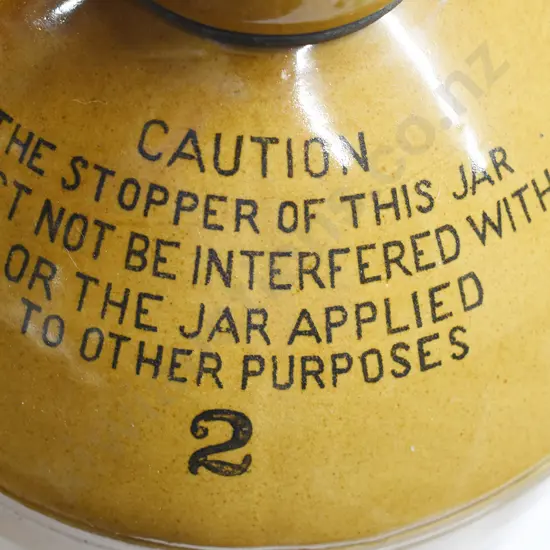 CAUTION
THE STOPPER OF THIS JAR
NOT BE INTERFERED WITH
OR THE JAR APPLIED
TO OTHER PURPOSES
2